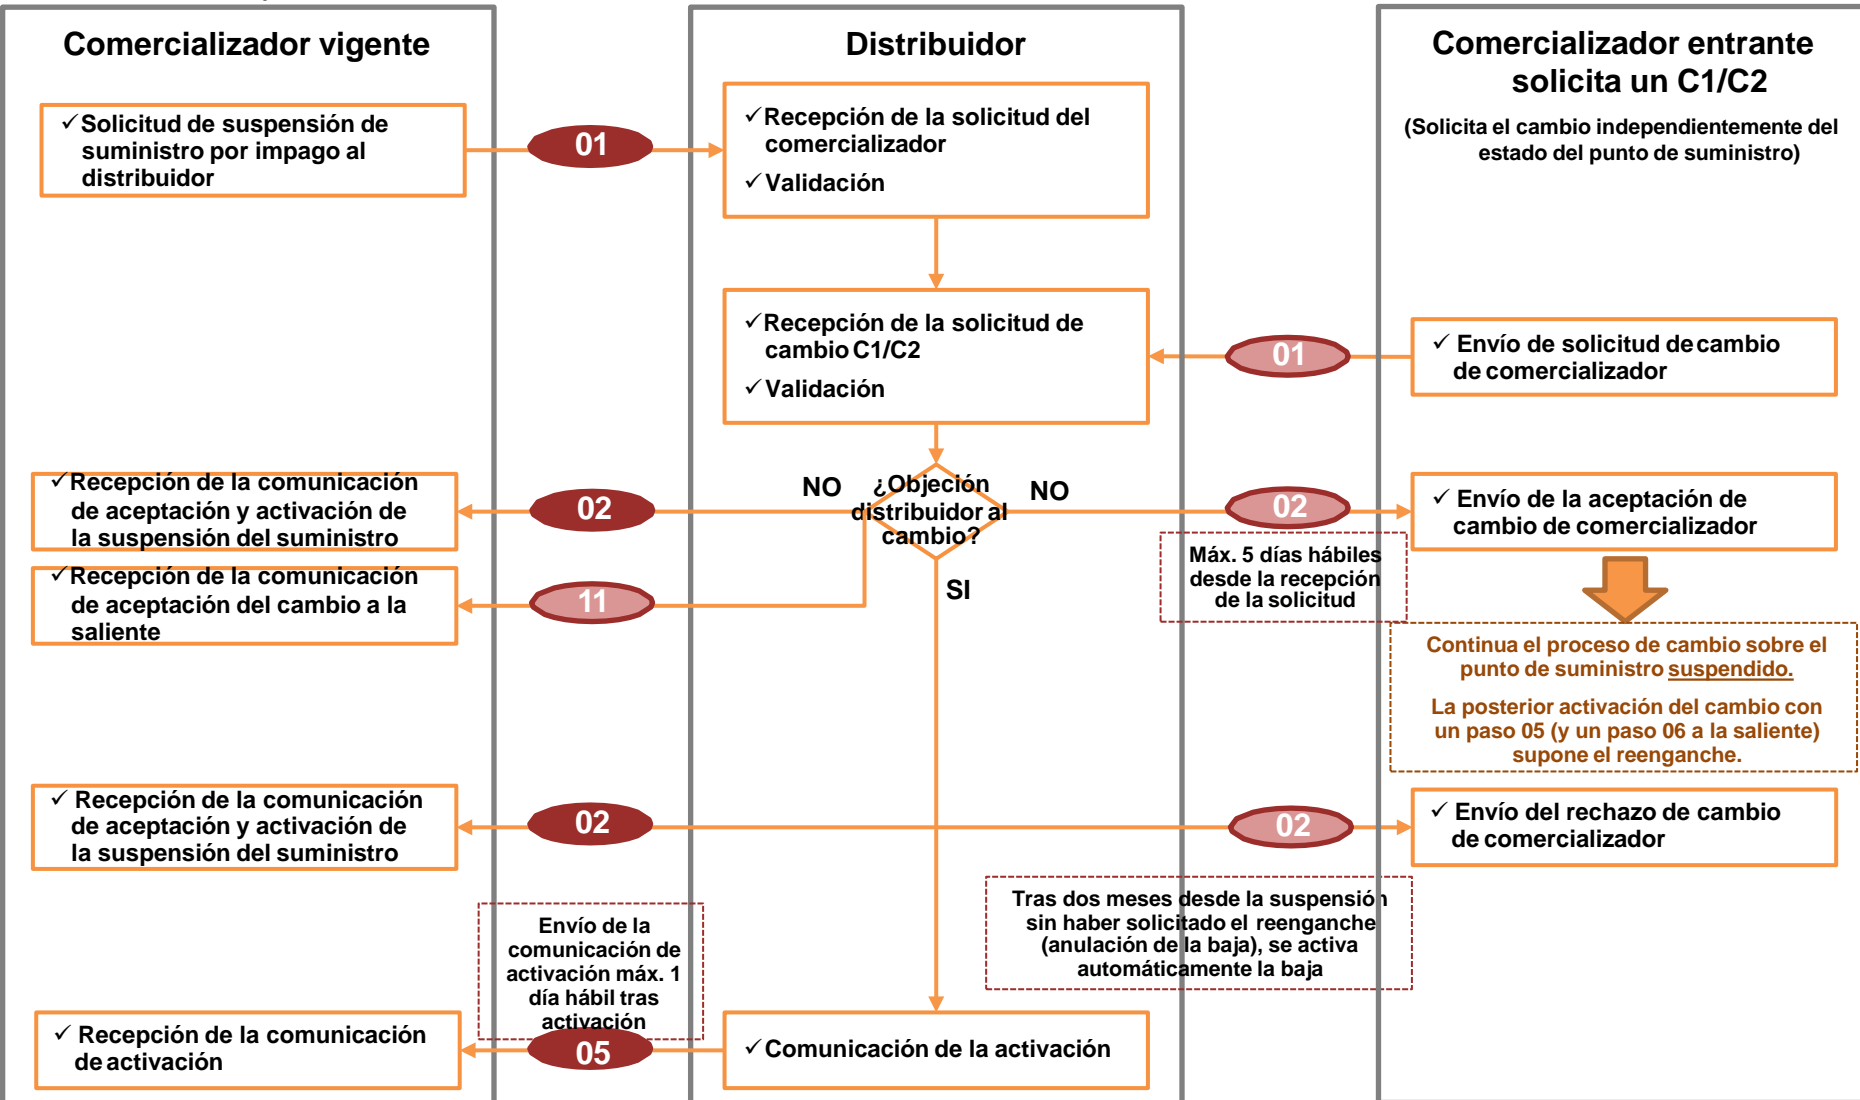 Comercializador vigente
Distribuidor
Comercializador entrante
solicita un C1/C2
(Solicita el cambio independientemente del
estado del punto de suministro)
✓Solicitud de suspensión de
suministro por impago al
distribuidor
01
✓Recepción de la solicitud del
comercializador
✓Validación
✓Recepción de la solicitud de
cambio C1/C2
✓Validación
01
✓ Envío de solicitud de cambio
de comercializador
✓Recepción de la comunicación
de aceptación y activación de
la suspensión del suministro
02
NO
¿Objeción
distribuidor al
cambio?
NO
02
✓ Envío de la aceptación de
cambio de comercializador
✓Recepción de la comunicación
de aceptación del cambio a la
saliente
11
SI
Máx. 5 días hábiles
desde la recepción
de la solicitud
Continua el proceso de cambio sobre el
punto de suministro suspendido.
La posterior activación del cambio con
un paso 05 (y un paso 06 a la saliente)
supone el reenganche.
✓ Recepción de la comunicación
de aceptación y activación de
la suspensión del suministro
02
02
✓ Envío del rechazo de cambio
de comercializador
Tras dos meses desde la suspensión
sin haber solicitado el reenganche
(anulación de la baja), se activa
automáticamente la baja
Envío de la
comunicación de
activación máx. 1
día hábil tras
activación
✓ Recepción de la comunicación
de activación
05
✓Comunicación de la activación